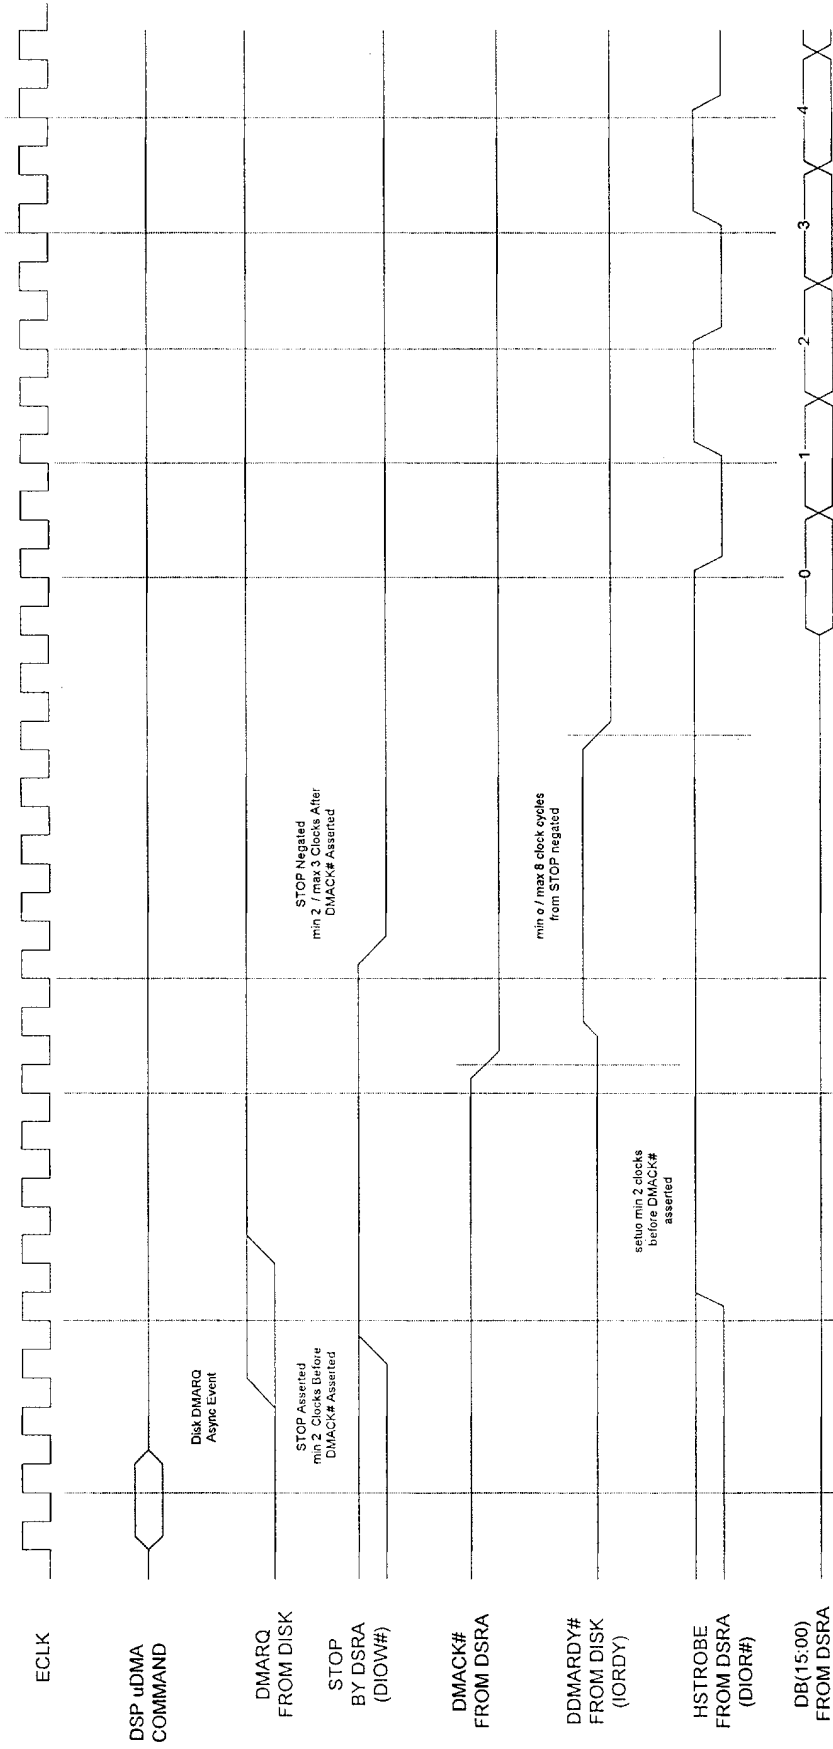 ECLK
DSP uDMA
COMMAND
Disk DMARQ
Async Event
DMARQ
FROM DISK
STOP Asserted
min 2 Clocks Before
DMACK# Asserted
STOP Negated
min 2 / max 3 Clocks After
DMACK# Asserted
STOP
BY DSRA
(DIOW#)
DMACK#
FROM DSRA
min o / max 8 clock cycles
from STOP negated
DDMARDY#
FROM DISK
(IORDY)
setuo min 2 clocks
before DMACK#
asserted
HSTROBE
FROM DSRA
(DIOR#)
DB(15:00)
FROM DSRA
0
1
2
3
4